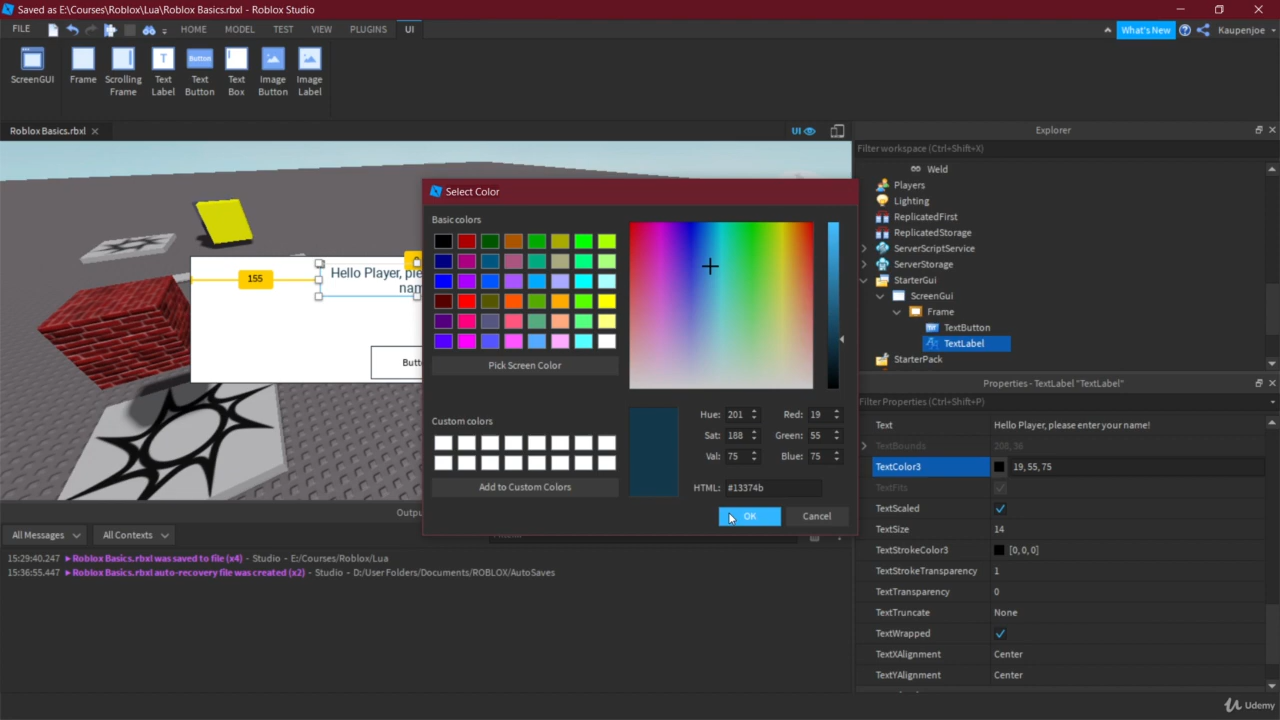 Saved as E:\Courses\Roblox\Lua\Roblox Basics.rbxl - Roblox Studio
FILE HOME MODEL TEST VIEW PLUGINS UI What's New Kaupenjoe
ScreenGUI Frame Scrolling Frame Text Label Text Button Text Box Image Button Image Label
Roblox Basics.rbxl UI
Explorer
Filter workspace (Ctrl+Shift+X)
Weld
Players
Lighting
ReplicatedFirst
ReplicatedStorage
ServerScriptService
ServerStorage
StarterGui
ScreenGui
Frame
TextButton
TextLabel
StarterPack
155
Hello Player, ple
nam
Butt
Select Color
Basic colors
Pick Screen Color
Custom colors
Add to Custom Colors
Hue: 201 Red: 19
Sat: 188 Green: 55
Val: 75 Blue: 75
HTML: #13374b
OK Cancel
Properties - TextLabel "TextLabel"
Filter Properties (Ctrl+Shift+P)
Text Hello Player, please enter your name!
TextBounds 208, 36
TextColor3 19, 55, 75
TextFits
TextScaled
TextSize 14
TextStrokeColor3 [0, 0, 0]
TextStrokeTransparency 1
TextTransparency 0
TextTruncate None
TextWrapped
TextXAlignment Center
TextYAlignment Center
Outpu
All Messages All Contexts
15:29:40.247 Roblox Basics.rbxl was saved to file (x4) - Studio - E:/Courses/Roblox/Lua
15:36:55.447 Roblox Basics.rbxl auto-recovery file was created (x2) - Studio - D:/User Folders/Documents/ROBLOX/AutoSaves
Udemy